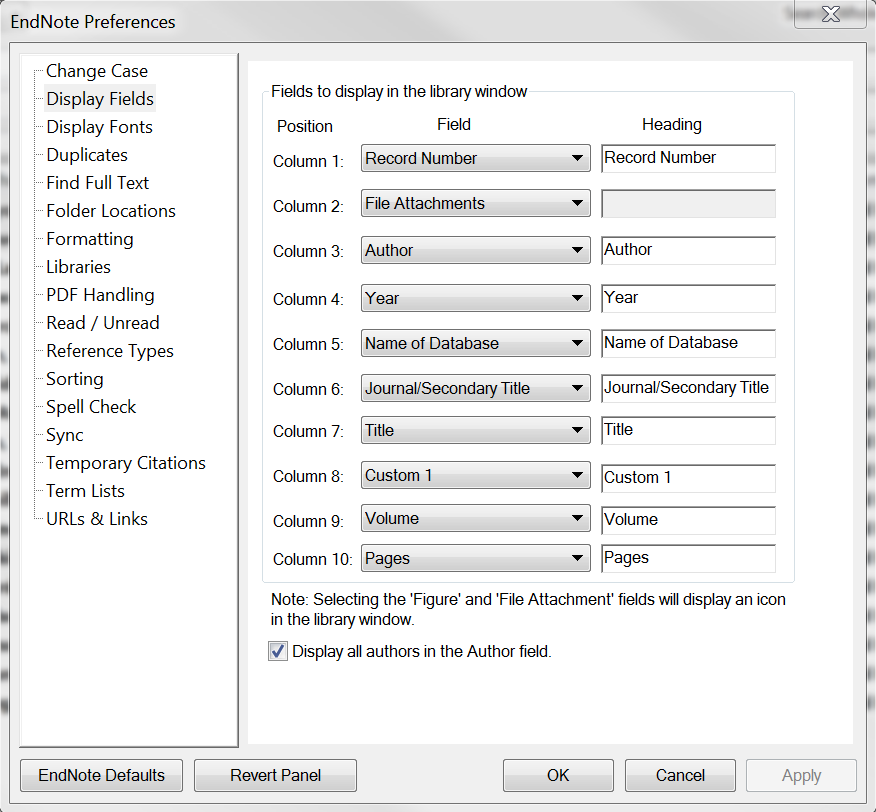 EndNote Preferences
Change Case
Display Fields
Display Fonts
Duplicates
Find Full Text
Folder Locations
Formatting
Libraries
PDF Handling
Read / Unread
Reference Types
Sorting
Spell Check
Sync
Temporary Citations
Term Lists
URLs & Links
Fields to display in the library window
Position Field Heading
Column 1: Record Number Record Number
Column 2: File Attachments
Column 3: Author Author
Column 4: Year Year
Column 5: Name of Database Name of Database
Column 6: Journal/Secondary Title Journal/Secondary Title
Column 7: Title Title
Column 8: Custom 1 Custom 1
Column 9: Volume Volume
Column 10: Pages Pages
Note: Selecting the 'Figure' and 'File Attachment' fields will display an icon
in the library window.
Display all authors in the Author field.
EndNote Defaults Revert Panel OK Cancel Apply